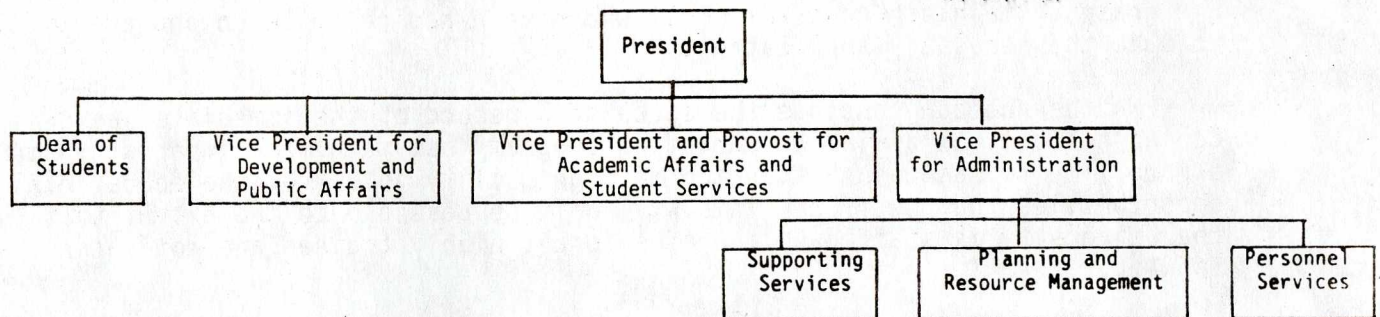 President
Dean of
Students
Vice President for
Development and
Public Affairs
Vice President and Provost for
Academic Affairs and
Student Services
Vice President
for Administration
Supporting
Services
Planning and
Resource Management
Personnel
Services